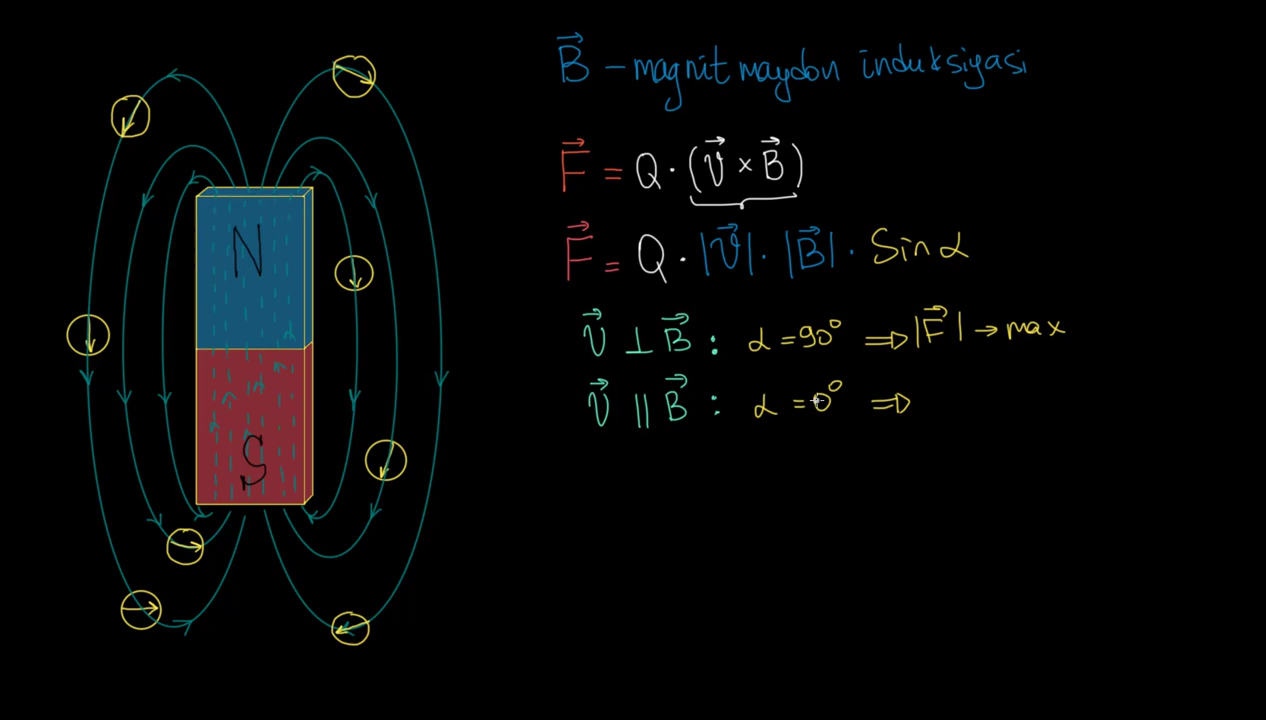 B⃗ – magnit maydon induksiyasi
F⃗ = Q · (v⃗ × B⃗)
F⃗ = Q · |v⃗| · |B⃗| · Sin α
v⃗ ⊥ B⃗ : α = 90° ⇒ |F⃗| → max
v⃗ || B⃗ : α = 0° ⇒
N
S